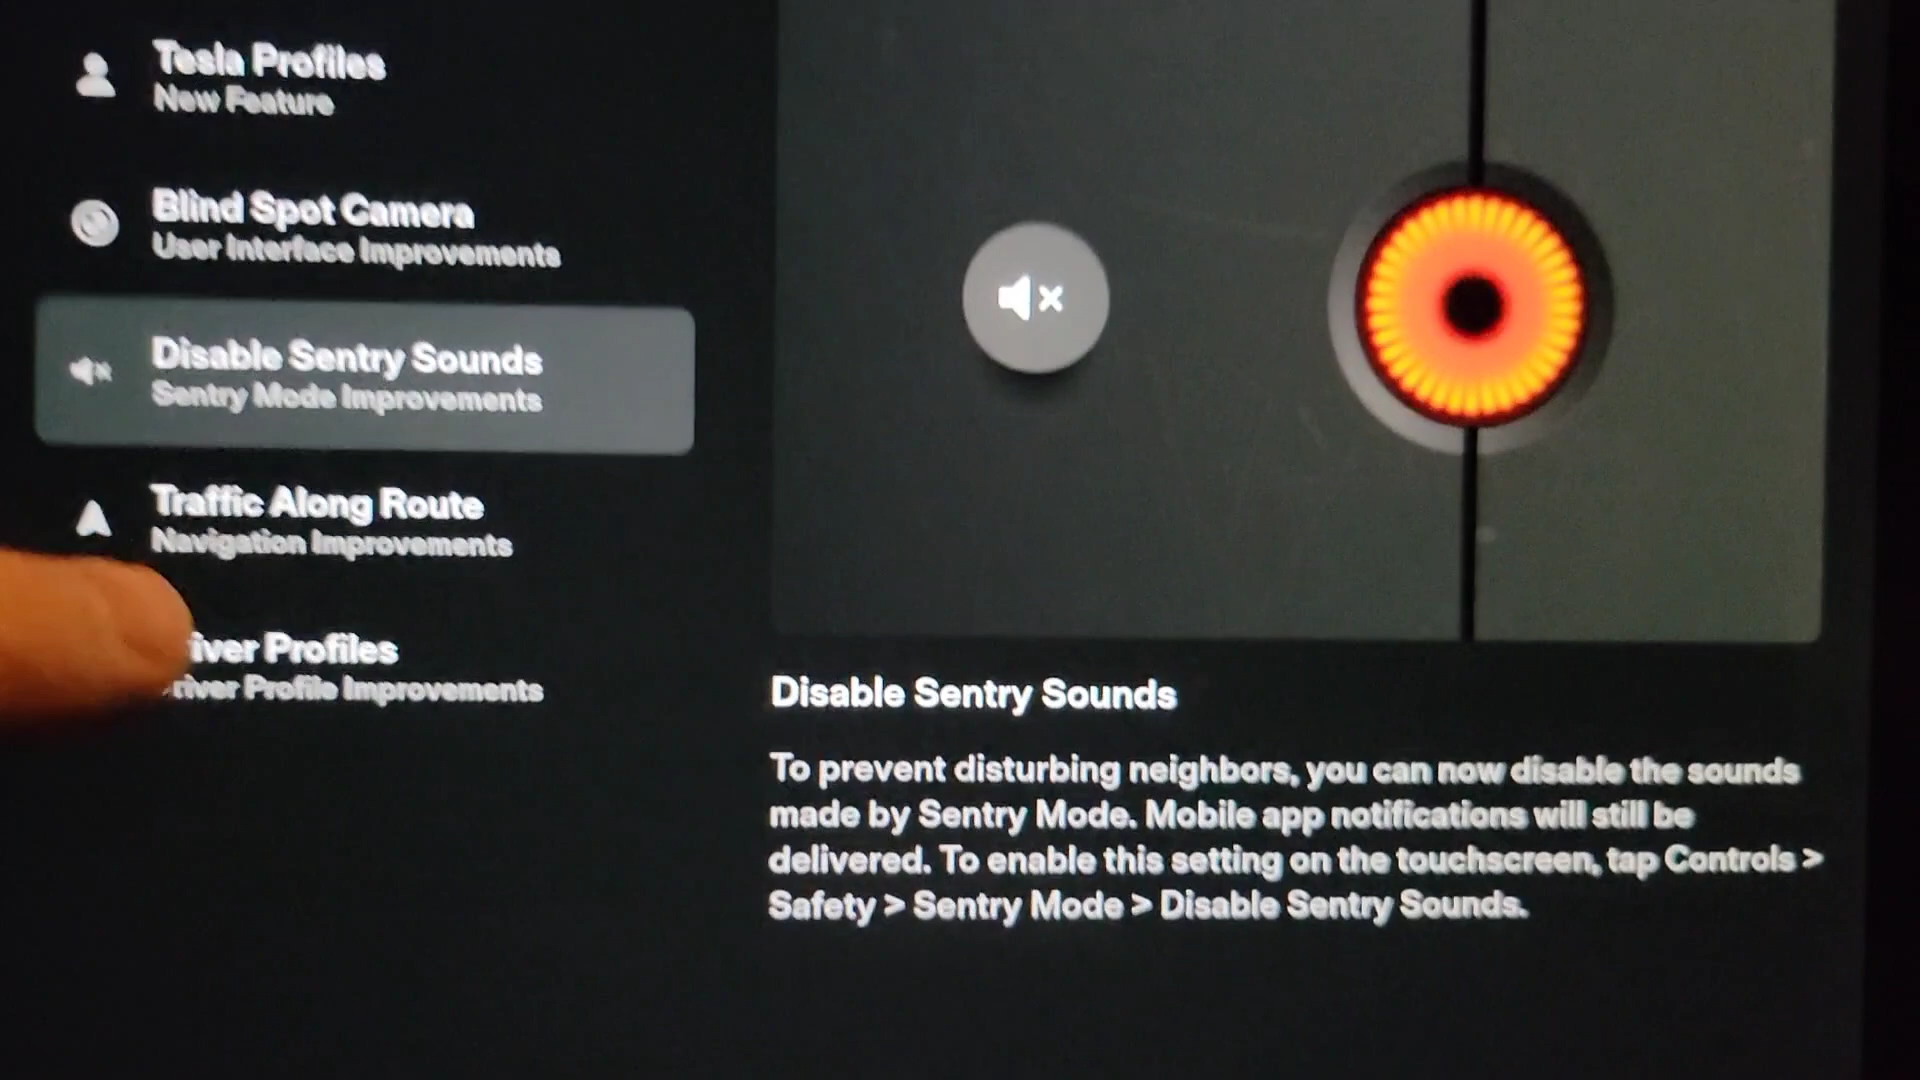 Tesla Profiles
New Feature
Blind Spot Camera
User Interface Improvements
Disable Sentry Sounds
Sentry Mode Improvements
Traffic Along Route
Navigation Improvements
iver Profiles
river Profile Improvements
Disable Sentry Sounds
To prevent disturbing neighbors, you can now disable the sounds
made by Sentry Mode. Mobile app notifications will still be
delivered. To enable this setting on the touchscreen, tap Controls >
Safety > Sentry Mode > Disable Sentry Sounds.